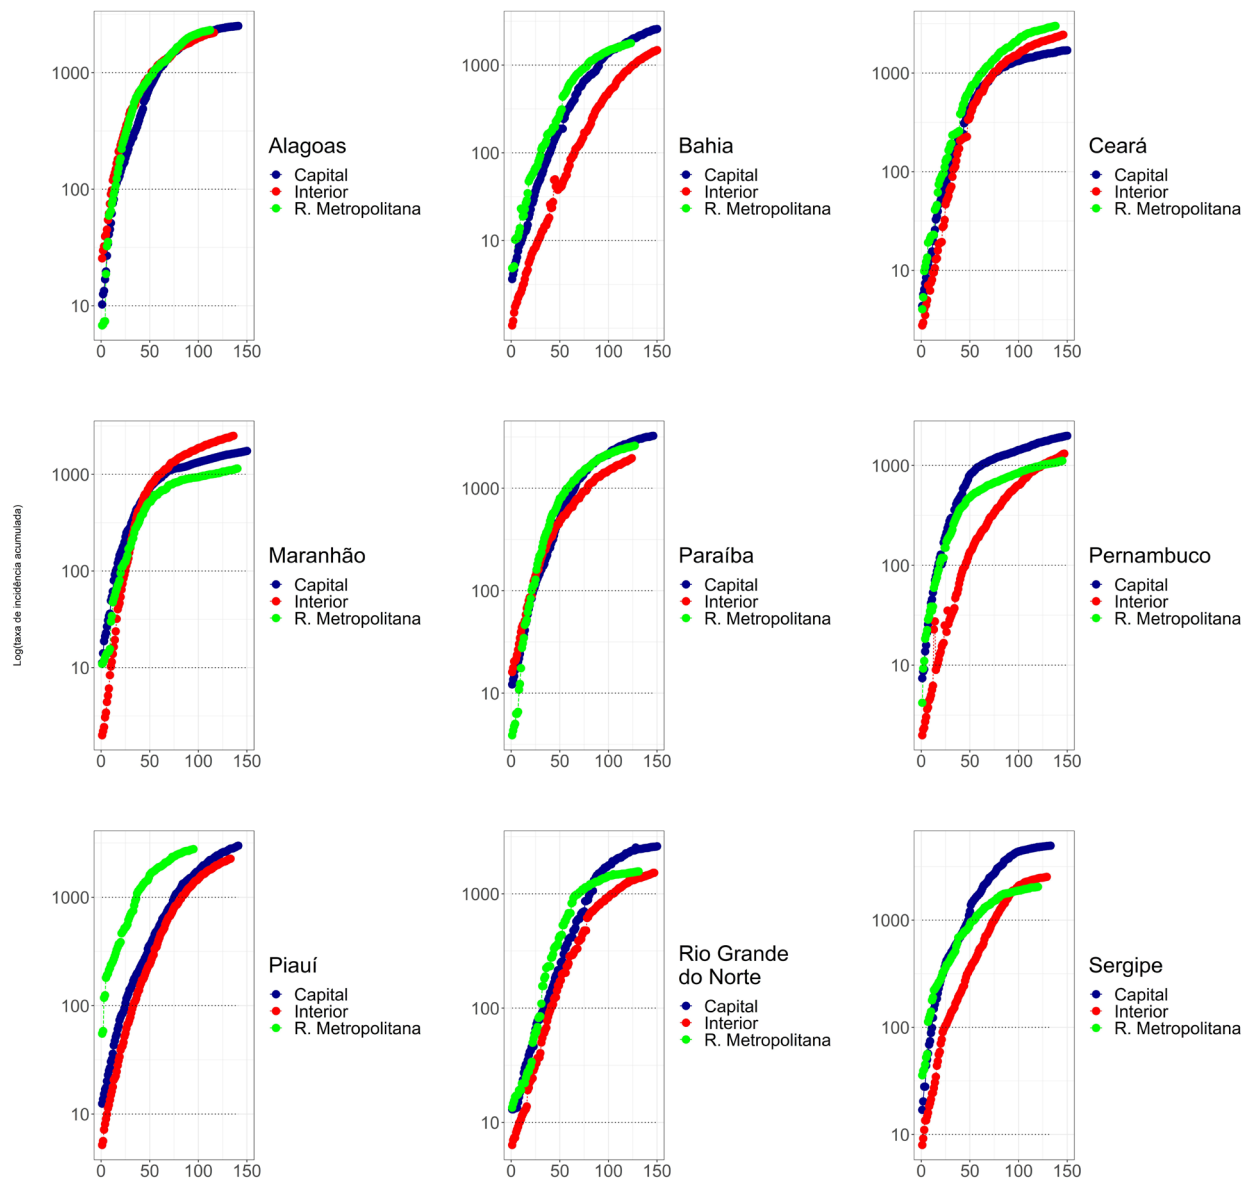 Log(taxa de incidência acumulada)
1000
100
10
0 50 100 150
Alagoas
Capital
Interior
R. Metropolitana
1000
100
10
0 50 100 150
Bahia
Capital
Interior
R. Metropolitana
1000
100
10
0 50 100 150
Ceará
Capital
Interior
R. Metropolitana
1000
100
10
0 50 100 150
Maranhão
Capital
Interior
R. Metropolitana
1000
100
10
0 50 100 150
Paraíba
Capital
Interior
R. Metropolitana
1000
100
10
0 50 100 150
Pernambuco
Capital
Interior
R. Metropolitana
1000
100
10
0 50 100 150
Piauí
Capital
Interior
R. Metropolitana
1000
100
10
0 50 100 150
Rio Grande
do Norte
Capital
Interior
R. Metropolitana
1000
100
10
0 50 100 150
Sergipe
Capital
Interior
R. Metropolitana